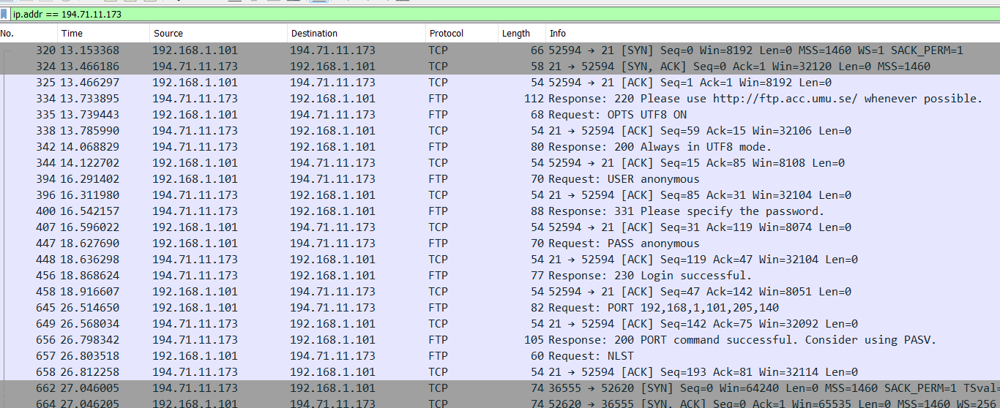 ip.addr == 194.71.11.173
No. Time Source Destination Protocol Length Info
320 13.153368 192.168.1.101 194.71.11.173 TCP 66 52594 → 21 [SYN] Seq=0 Win=8192 Len=0 MSS=1460 WS=1 SACK_PERM=1
324 13.466186 194.71.11.173 192.168.1.101 TCP 58 21 → 52594 [SYN, ACK] Seq=0 Ack=1 Win=32120 Len=0 MSS=1460
325 13.466297 192.168.1.101 194.71.11.173 TCP 54 52594 → 21 [ACK] Seq=1 Ack=1 Win=8192 Len=0
334 13.733895 194.71.11.173 192.168.1.101 FTP 112 Response: 220 Please use http://ftp.acc.umu.se/ whenever possible.
335 13.739443 192.168.1.101 194.71.11.173 FTP 68 Request: OPTS UTF8 ON
338 13.785990 194.71.11.173 192.168.1.101 TCP 54 21 → 52594 [ACK] Seq=59 Ack=15 Win=32106 Len=0
342 14.068829 194.71.11.173 192.168.1.101 FTP 80 Response: 200 Always in UTF8 mode.
344 14.122702 192.168.1.101 194.71.11.173 TCP 54 52594 → 21 [ACK] Seq=15 Ack=85 Win=8108 Len=0
394 16.291402 192.168.1.101 194.71.11.173 FTP 70 Request: USER anonymous
396 16.311980 194.71.11.173 192.168.1.101 TCP 54 21 → 52594 [ACK] Seq=85 Ack=31 Win=32104 Len=0
400 16.542157 194.71.11.173 192.168.1.101 FTP 88 Response: 331 Please specify the password.
407 16.596022 192.168.1.101 194.71.11.173 TCP 54 52594 → 21 [ACK] Seq=31 Ack=119 Win=8074 Len=0
447 18.627690 192.168.1.101 194.71.11.173 FTP 70 Request: PASS anonymous
448 18.636298 194.71.11.173 192.168.1.101 TCP 54 21 → 52594 [ACK] Seq=119 Ack=47 Win=32104 Len=0
456 18.868624 194.71.11.173 192.168.1.101 FTP 77 Response: 230 Login successful.
458 18.916607 192.168.1.101 194.71.11.173 TCP 54 52594 → 21 [ACK] Seq=47 Ack=142 Win=8051 Len=0
645 26.514650 192.168.1.101 194.71.11.173 FTP 82 Request: PORT 192,168,1,101,205,140
649 26.568034 194.71.11.173 192.168.1.101 TCP 54 21 → 52594 [ACK] Seq=142 Ack=75 Win=32092 Len=0
656 26.798342 194.71.11.173 192.168.1.101 FTP 105 Response: 200 PORT command successful. Consider using PASV.
657 26.803518 192.168.1.101 194.71.11.173 FTP 60 Request: NLST
658 26.812258 194.71.11.173 192.168.1.101 TCP 54 21 → 52594 [ACK] Seq=193 Ack=81 Win=32114 Len=0
662 27.046005 194.71.11.173 192.168.1.101 TCP 74 36555 → 52620 [SYN] Seq=0 Win=64240 Len=0 MSS=1460 SACK_PERM=1 TSval=
664 27.046205 192.168.1.101 194.71.11.173 TCP 74 52620 → 36555 [SYN, ACK] Seq=0 Ack=1 Win=65535 Len=0 MSS=1460 WS=256